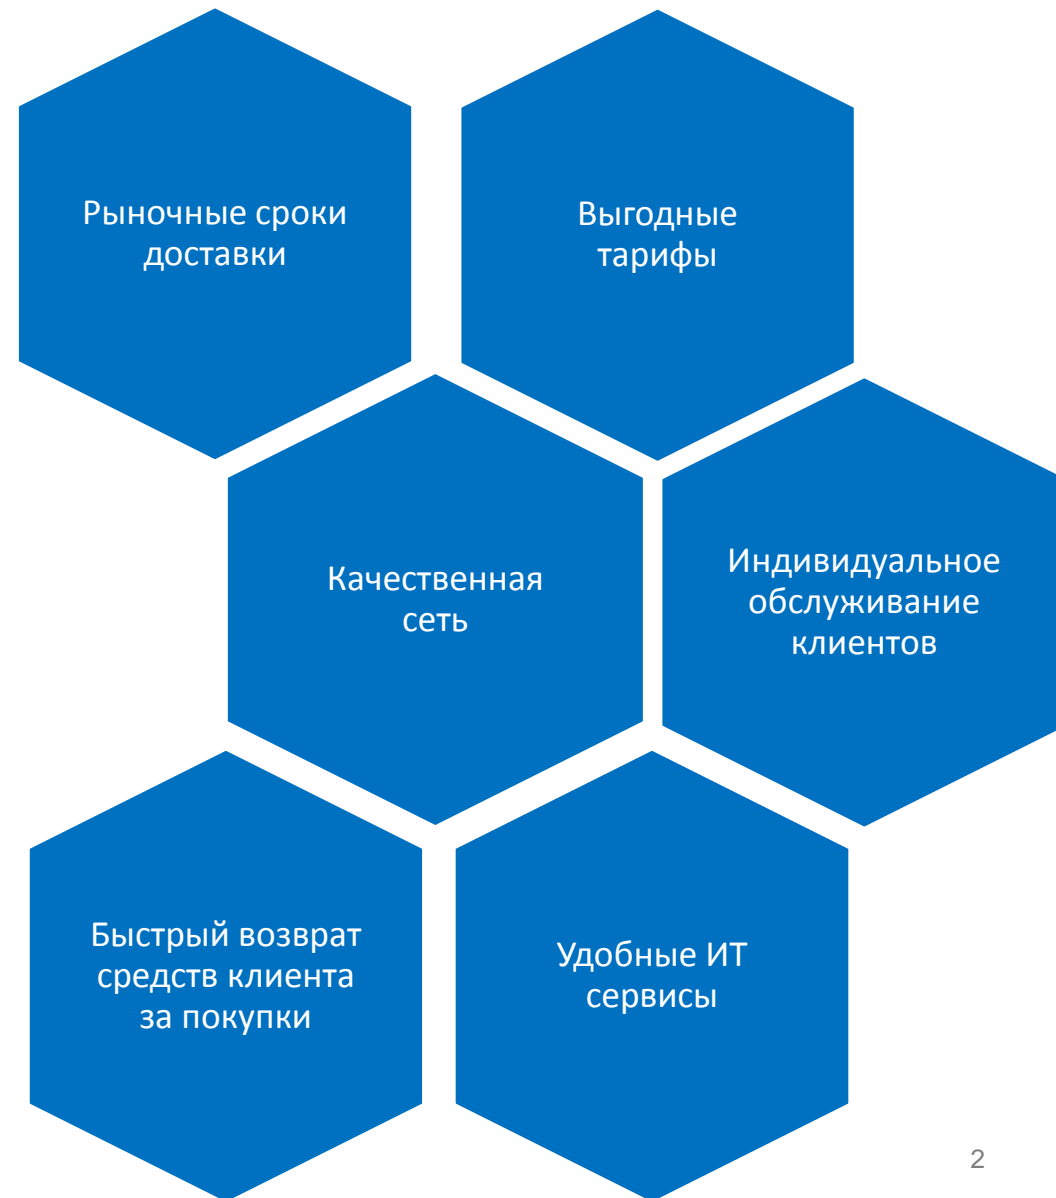 Рыночные сроки
доставки
Выгодные
тарифы
Качественная
сеть
Индивидуальное
обслуживание
клиентов
Быстрый возврат
средств клиента
за покупки
Удобные ИТ
сервисы
2